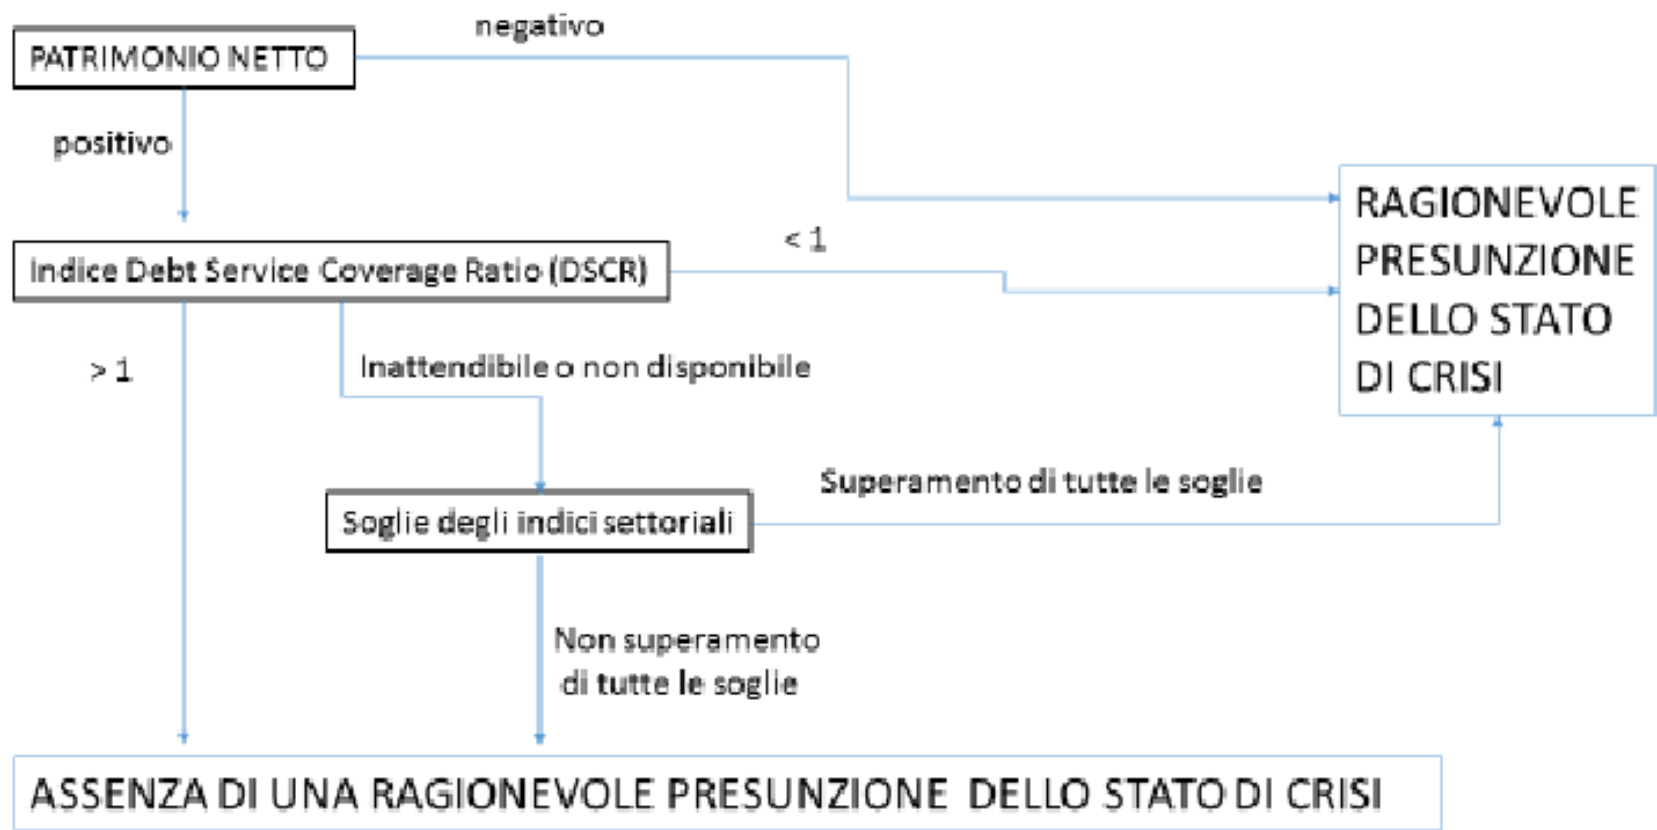 negativo
PATRIMONIO NETTO
positivo
RAGIONEVOLE
PRESUNZIONE
DELLO STATO
DI CRISI
< 1
Indice Debt Service Coverage Ratio (DSCR)
> 1
Inattendibile o non disponibile
Superamento di tutte le soglie
Soglie degli indici settoriali
Non superamento
di tutte le soglie
ASSENZA DI UNA RAGIONEVOLE PRESUNZIONE DELLO STATO DI CRISI